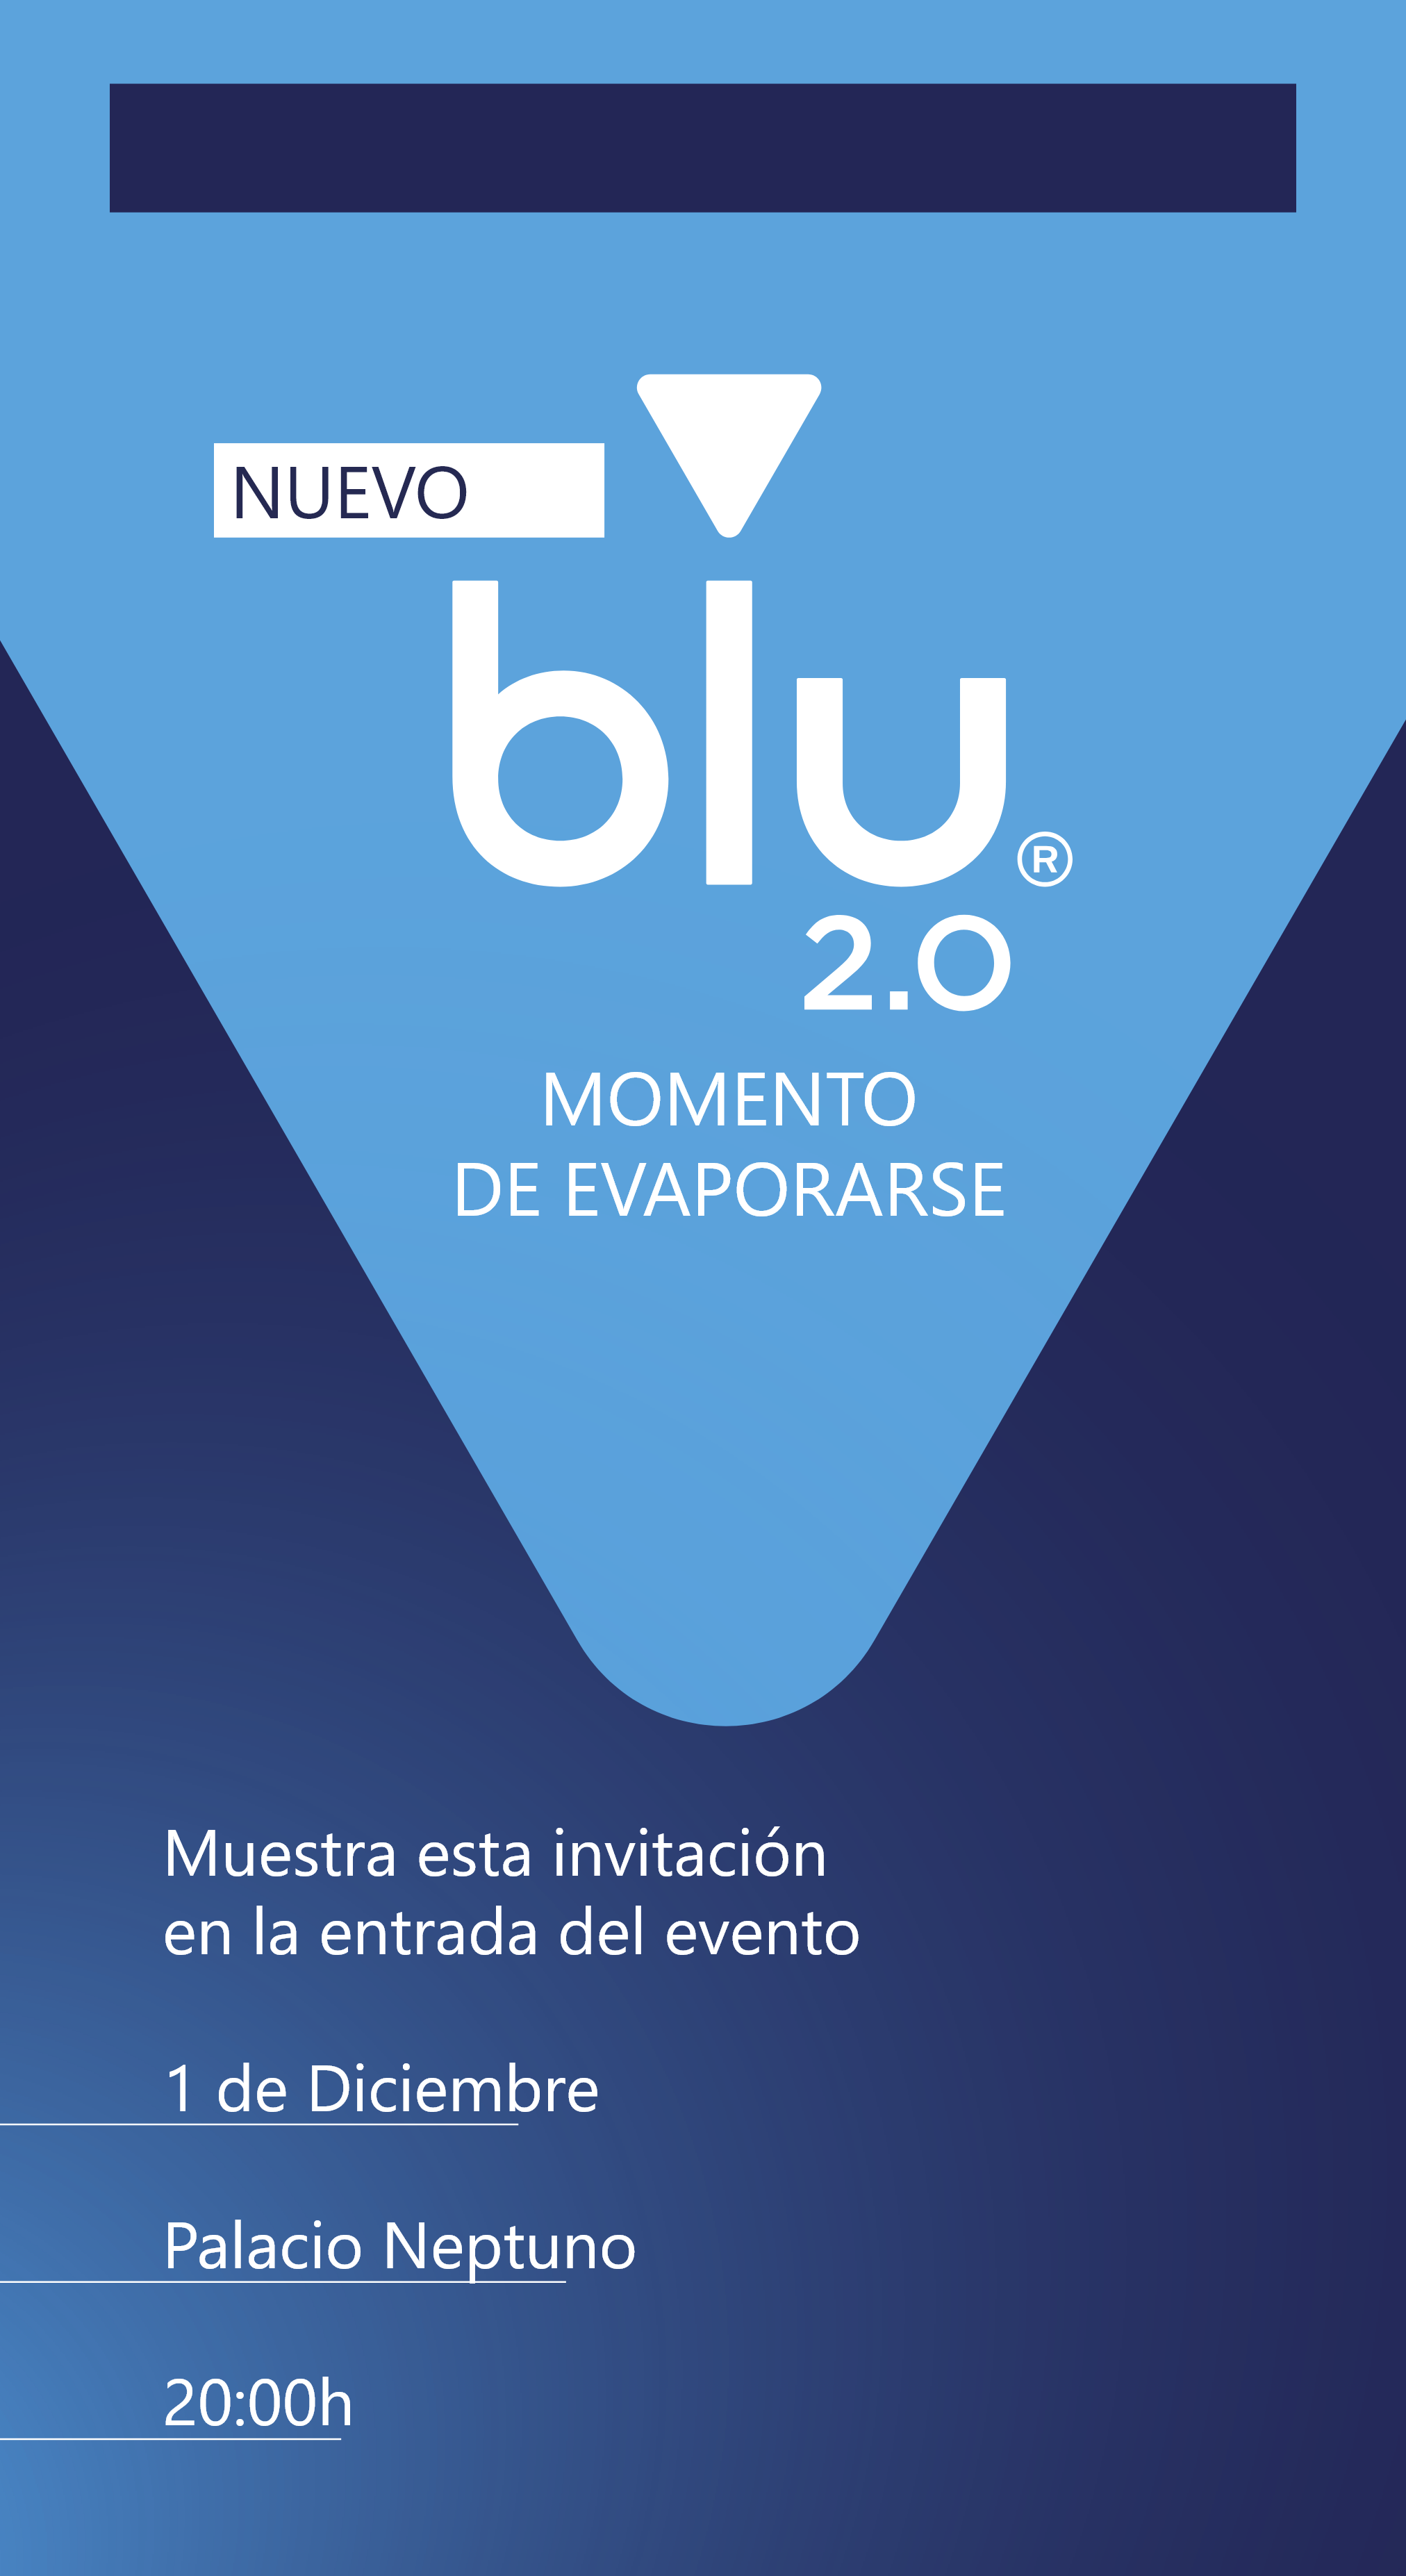 NUEVO
blu®
2.0
MOMENTO
DE EVAPORARSE
Muestra esta invitación
en la entrada del evento
1 de Diciembre
Palacio Neptuno
20:00h